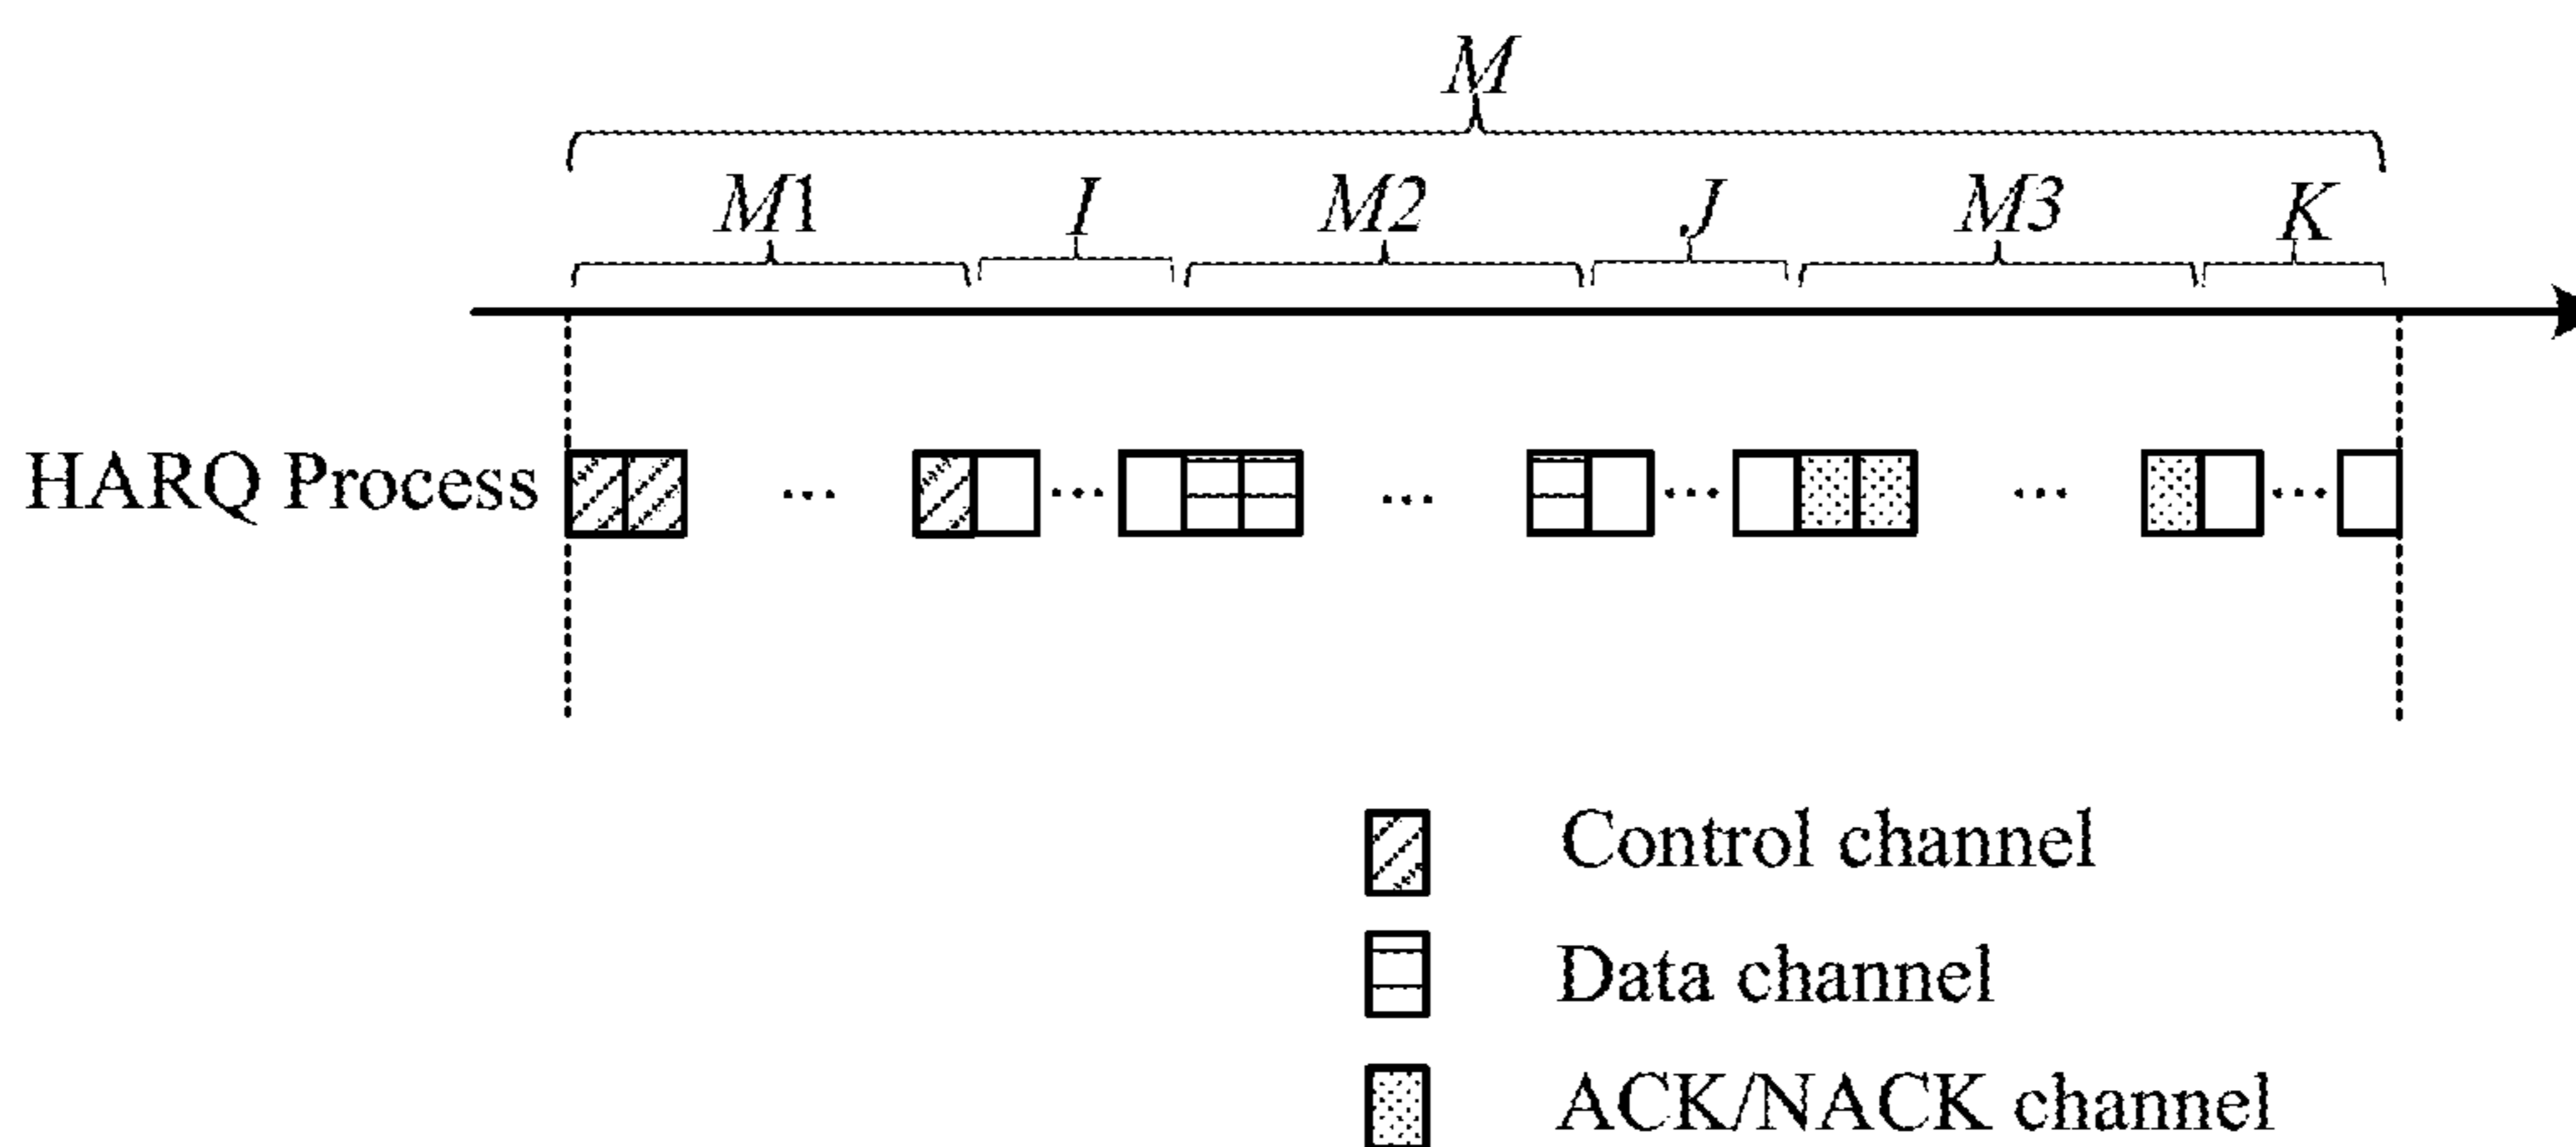 M
M1 I M2 J M3 K
HARQ Process ... ... ... ... ... ...
Control channel
Data channel
ACK/NACK channel